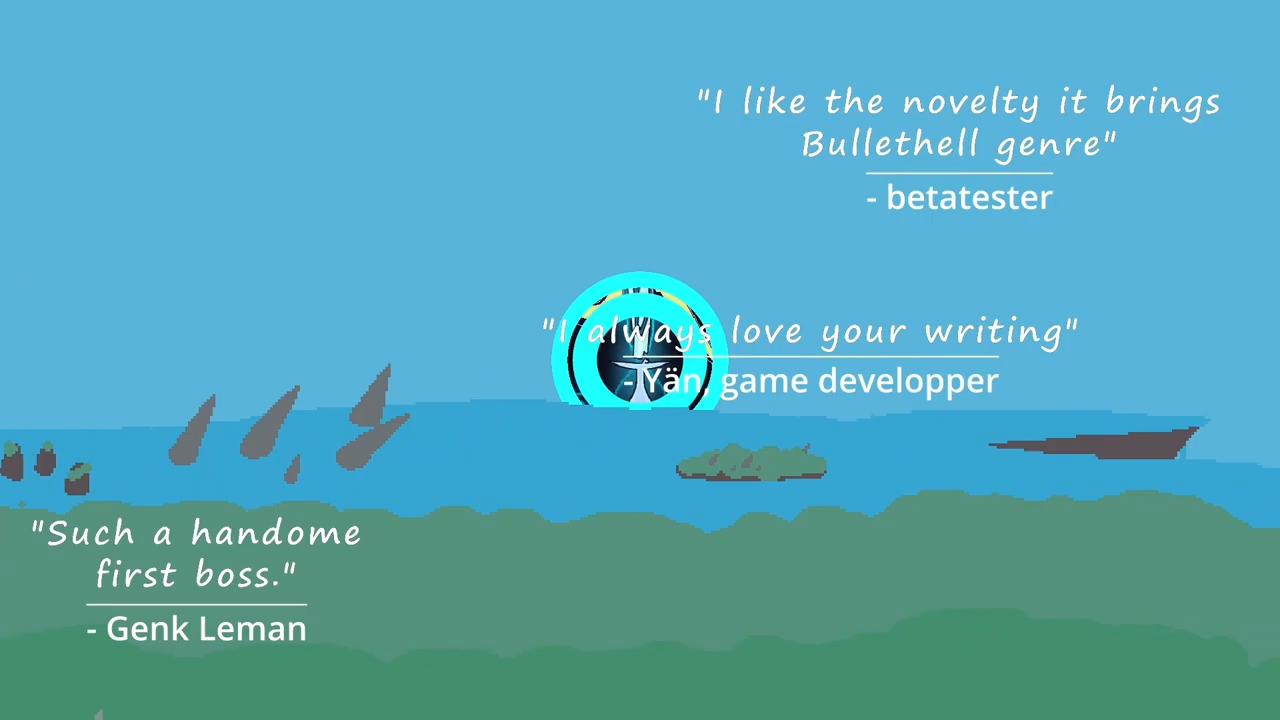 "I like the novelty it brings
Bullethell genre"
- betatester
"I always love your writing"
- Yän, game developper
"Such a handome
first boss."
- Genk Leman